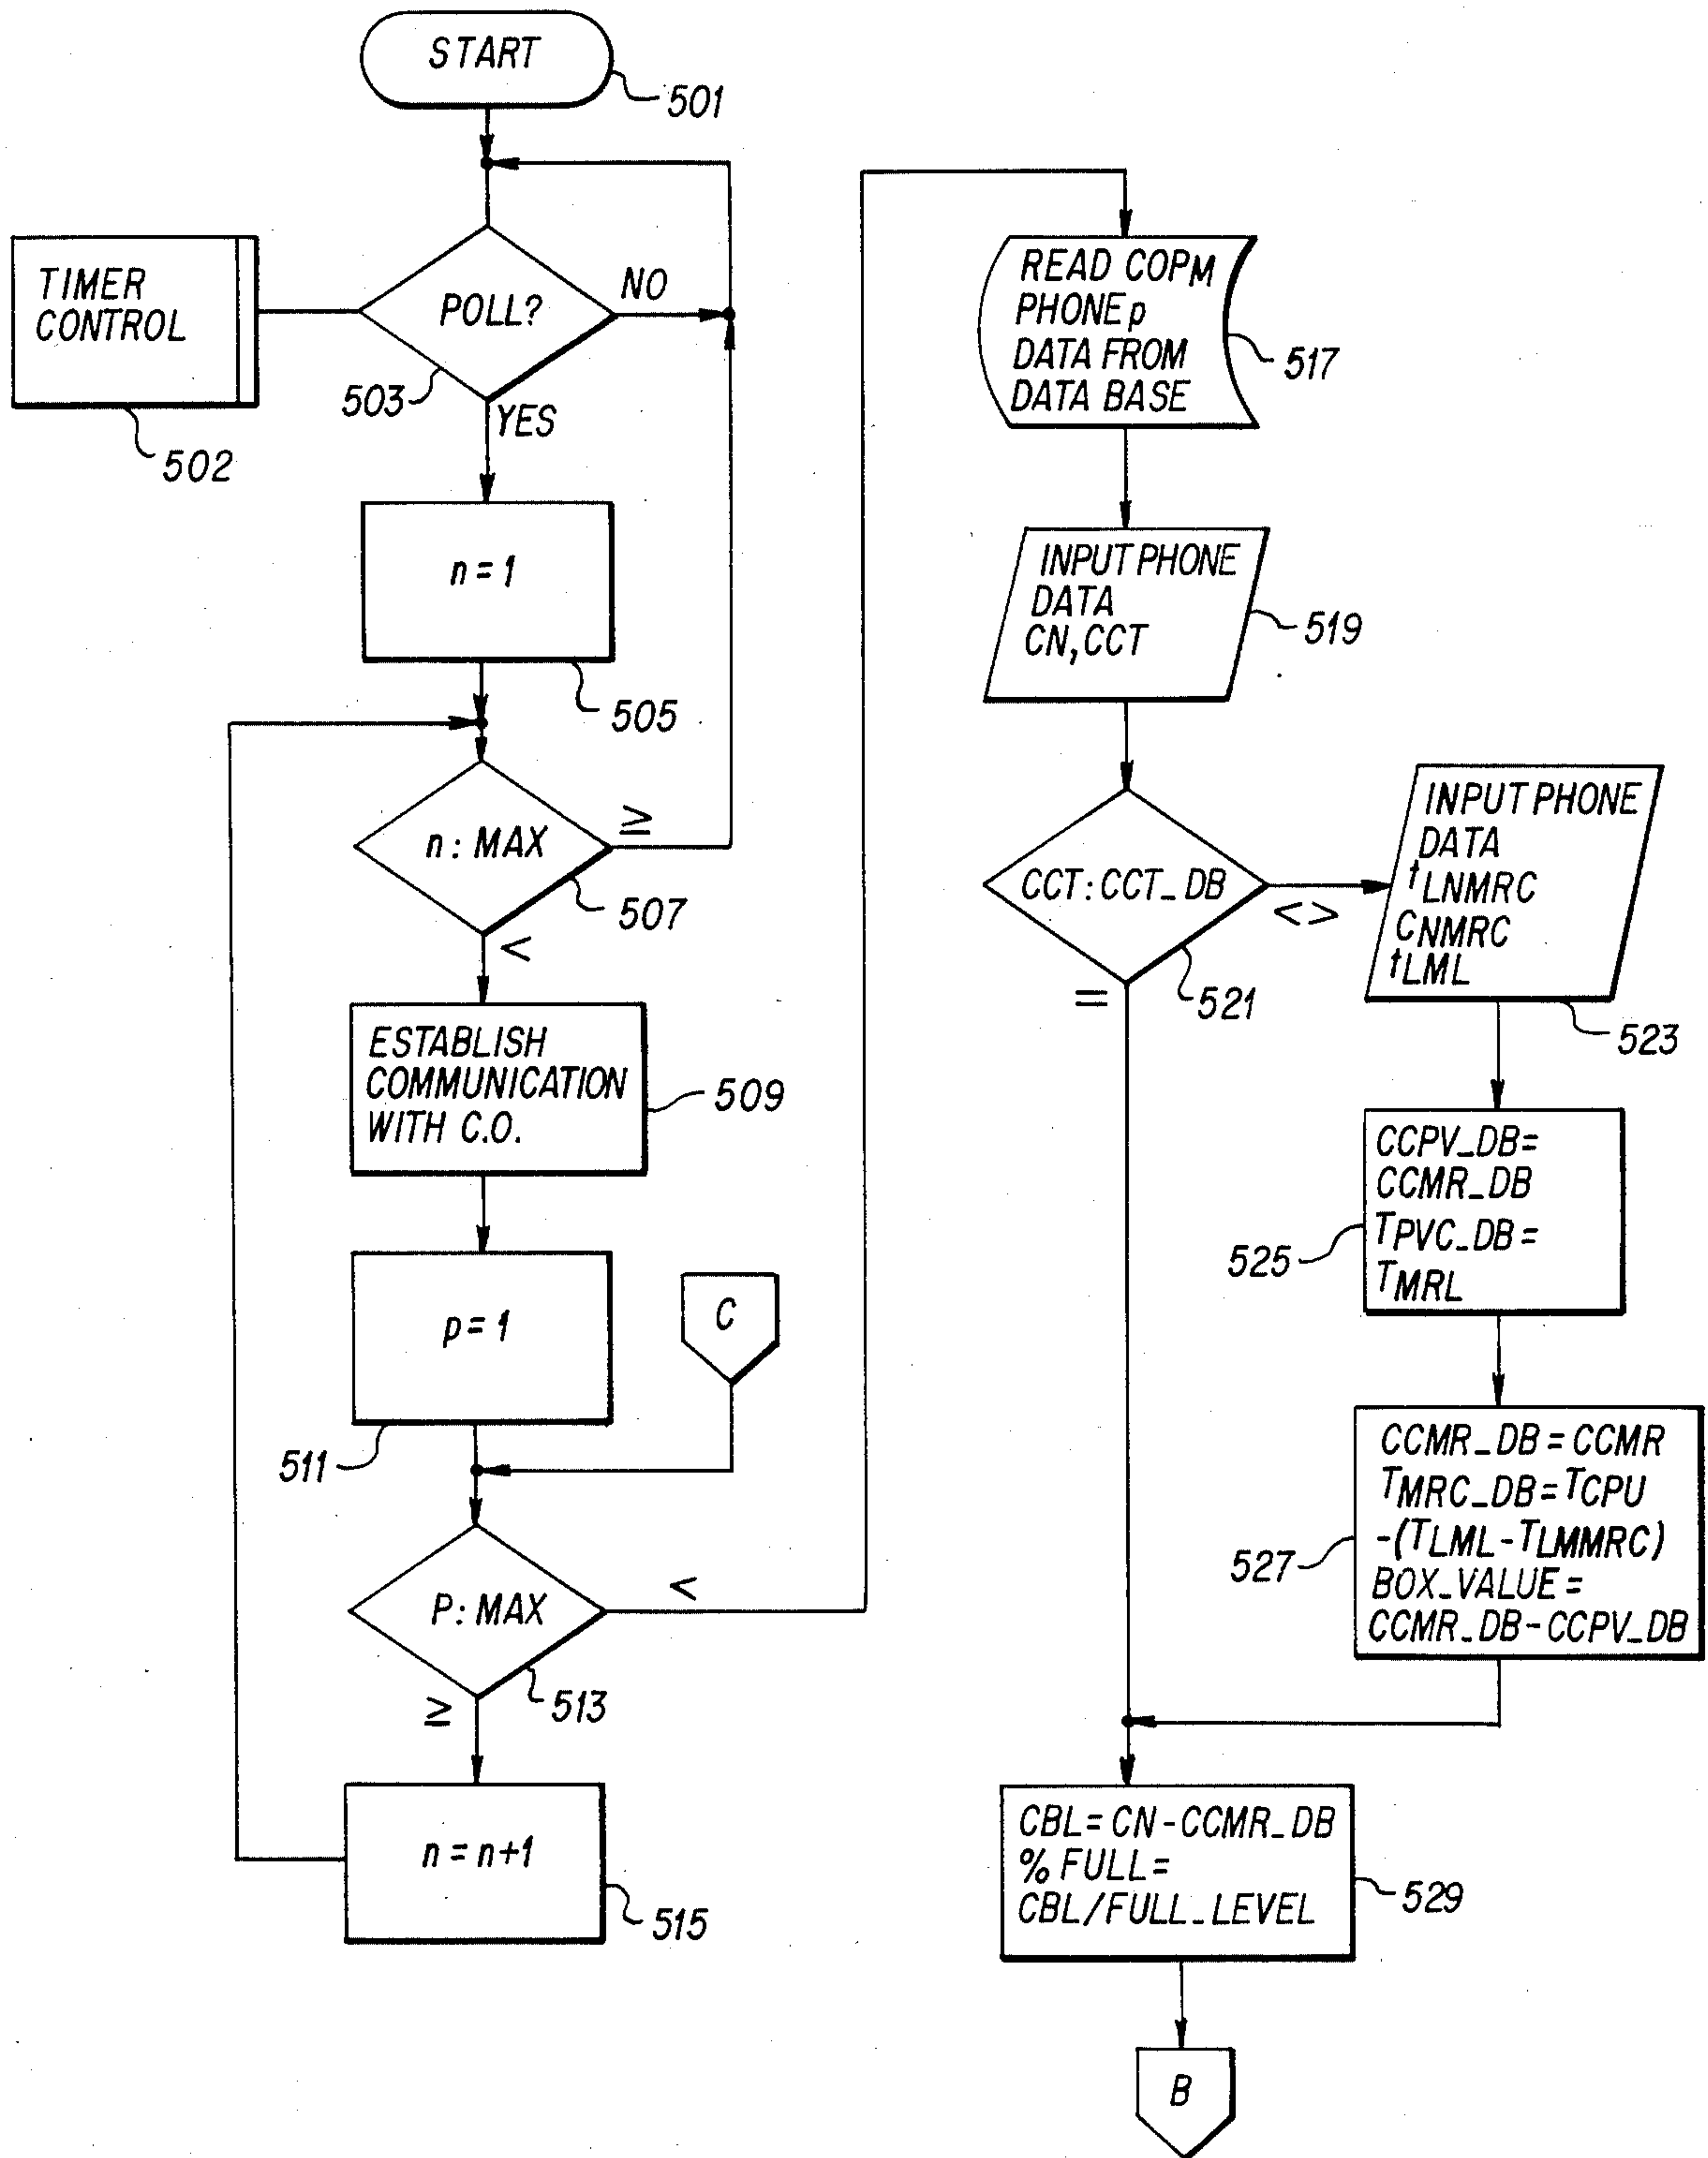 START
501
TIMER
CONTROL
502
POLL?
NO
503
YES
n = 1
505
n : MAX
≥
507
<
ESTABLISH
COMMUNICATION
WITH C.O.
509
p = 1
511
C
P : MAX
<
513
≥
n = n+1
515
READ COPM
PHONE p
DATA FROM
DATA BASE
517
INPUT PHONE
DATA
CN, CCT
519
CCT : CCT_DB
<>
=
521
INPUT PHONE
DATA
tLNMRC
CNMRC
tLML
523
CCPV_DB=
CCMR_DB
TPVC_DB=
TMRL
525
CCMR_DB = CCMR
TMRC_DB=TCPU
-(TLML-TLMMRC)
BOX_VALUE=
CCMR_DB-CCPV_DB
527
CBL= CN-CCMR_DB
% FULL=
CBL/FULL_LEVEL
529
B